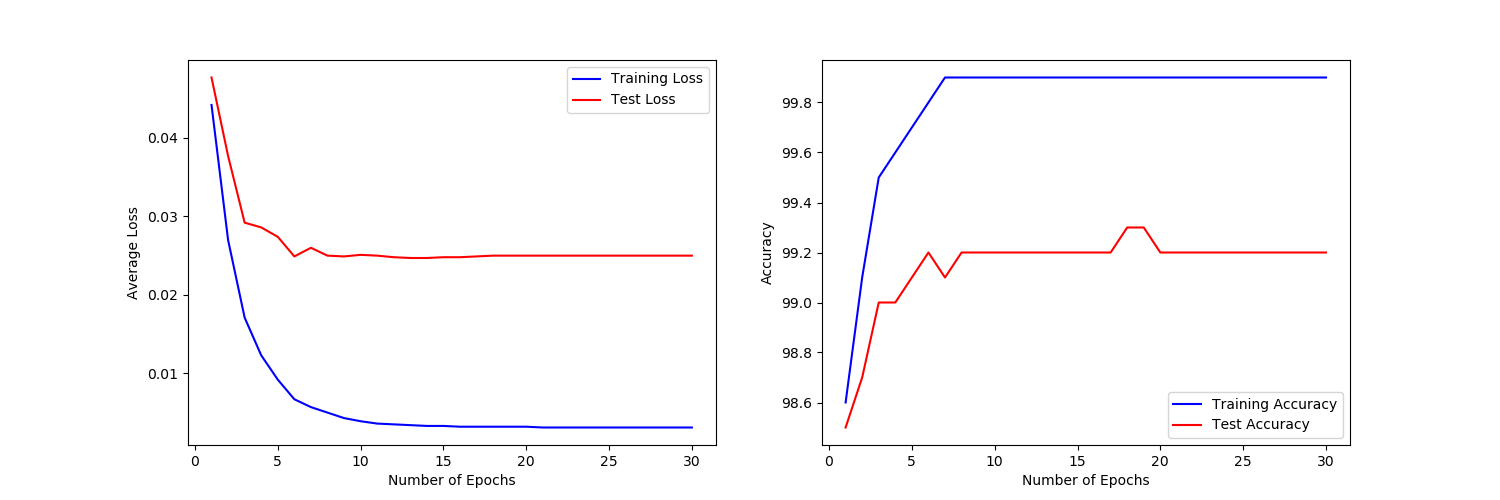 Training Loss
Test Loss
0.04
0.03
0.02
0.01
Average Loss
0 5 10 15 20 25 30
Number of Epochs
99.8
99.6
99.4
99.2
99.0
98.8
98.6
Accuracy
Training Accuracy
Test Accuracy
0 5 10 15 20 25 30
Number of Epochs